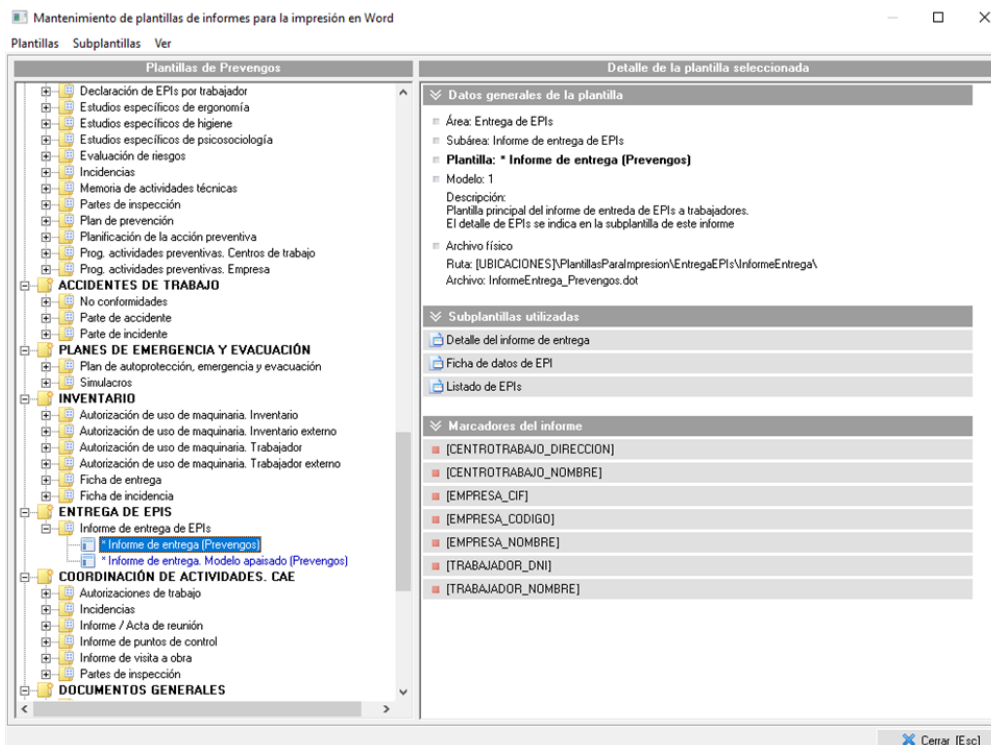 Mantenimiento de plantillas de informes para la impresión en Word
Plantillas Subplantillas Ver
Plantillas de Prevengos
Declaración de EPIs por trabajador
Estudios específicos de ergonomía
Estudios específicos de higiene
Estudios específicos de psicosociología
Evaluación de riesgos
Incidencias
Memoria de actividades técnicas
Partes de inspección
Plan de prevención
Planificación de la acción preventiva
Prog. actividades preventivas. Centros de trabajo
Prog. actividades preventivas. Empresa
ACCIDENTES DE TRABAJO
No conformidades
Parte de accidente
Parte de incidente
PLANES DE EMERGENCIA Y EVACUACIÓN
Plan de autoprotección, emergencia y evacuación
Simulacros
INVENTARIO
Autorización de uso de maquinaria. Inventario
Autorización de uso de maquinaria. Inventario externo
Autorización de uso de maquinaria. Trabajador
Autorización de uso de maquinaria. Trabajador externo
Ficha de entrega
Ficha de incidencia
ENTREGA DE EPIS
Informe de entrega de EPIs
* Informe de entrega (Prevengos)
* Informe de entrega. Modelo apaisado (Prevengos)
COORDINACIÓN DE ACTIVIDADES. CAE
Autorizaciones de trabajo
Incidencias
Informe / Acta de reunión
Informe de puntos de control
Informe de visita a obra
Partes de inspección
DOCUMENTOS GENERALES
Detalle de la plantilla seleccionada
Datos generales de la plantilla
Área: Entrega de EPIs
Subárea: Informe de entrega de EPIs
Plantilla: * Informe de entrega (Prevengos)
Modelo: 1
Descripción:
Plantilla principal del informe de entreda de EPIs a trabajadores.
El detalle de EPIs se indica en la subplantilla de este informe
Archivo físico
Ruta: [UBICACIONES]\PlantillasParaImpresion\EntregaEPIs\InformeEntrega\
Archivo: InformeEntrega_Prevengos.dot
Subplantillas utilizadas
Detalle del informe de entrega
Ficha de datos de EPI
Listado de EPIs
Marcadores del informe
[CENTROTRABAJO_DIRECCION]
[CENTROTRABAJO_NOMBRE]
[EMPRESA_CIF]
[EMPRESA_CODIGO]
[EMPRESA_NOMBRE]
[TRABAJADOR_DNI]
[TRABAJADOR_NOMBRE]
Cerrar [Esc]